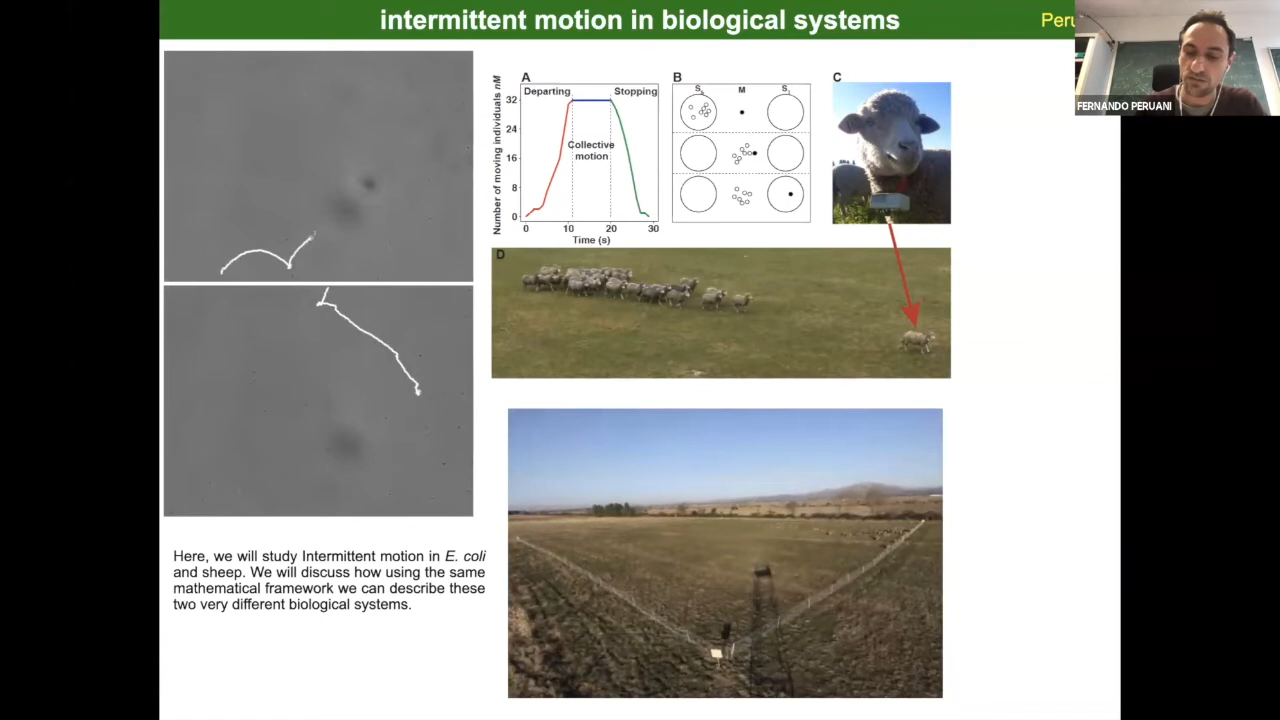 intermittent motion in biological systems
Peru
FERNANDO PERUANI
A
Departing
Stopping
Collective
motion
Number of moving individuals nM
32
24
16
8
0
0 10 20 30
Time (s)
B
M
C
D
Here, we will study Intermittent motion in E. coli
and sheep. We will discuss how using the same
mathematical framework we can describe these
two very different biological systems.